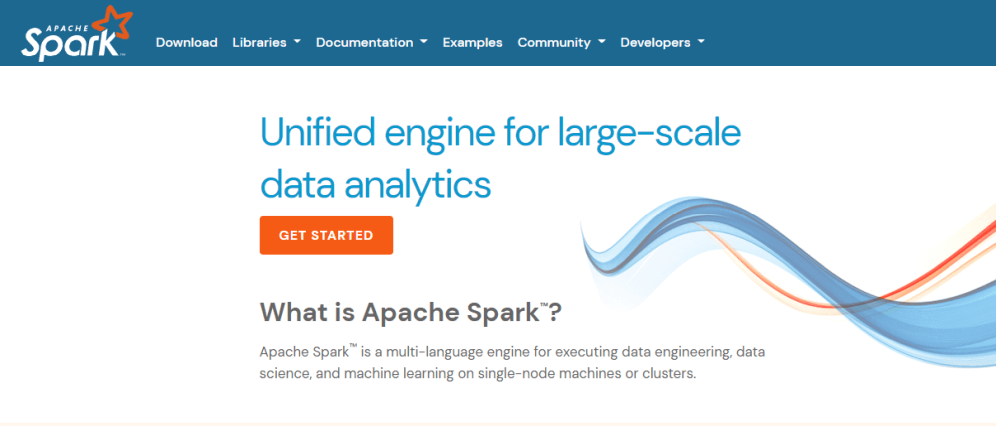 APACHE
Spark™
Download Libraries Documentation Examples Community Developers
Unified engine for large-scale
data analytics
GET STARTED
What is Apache Spark™?
Apache Spark™ is a multi-language engine for executing data engineering, data
science, and machine learning on single-node machines or clusters.